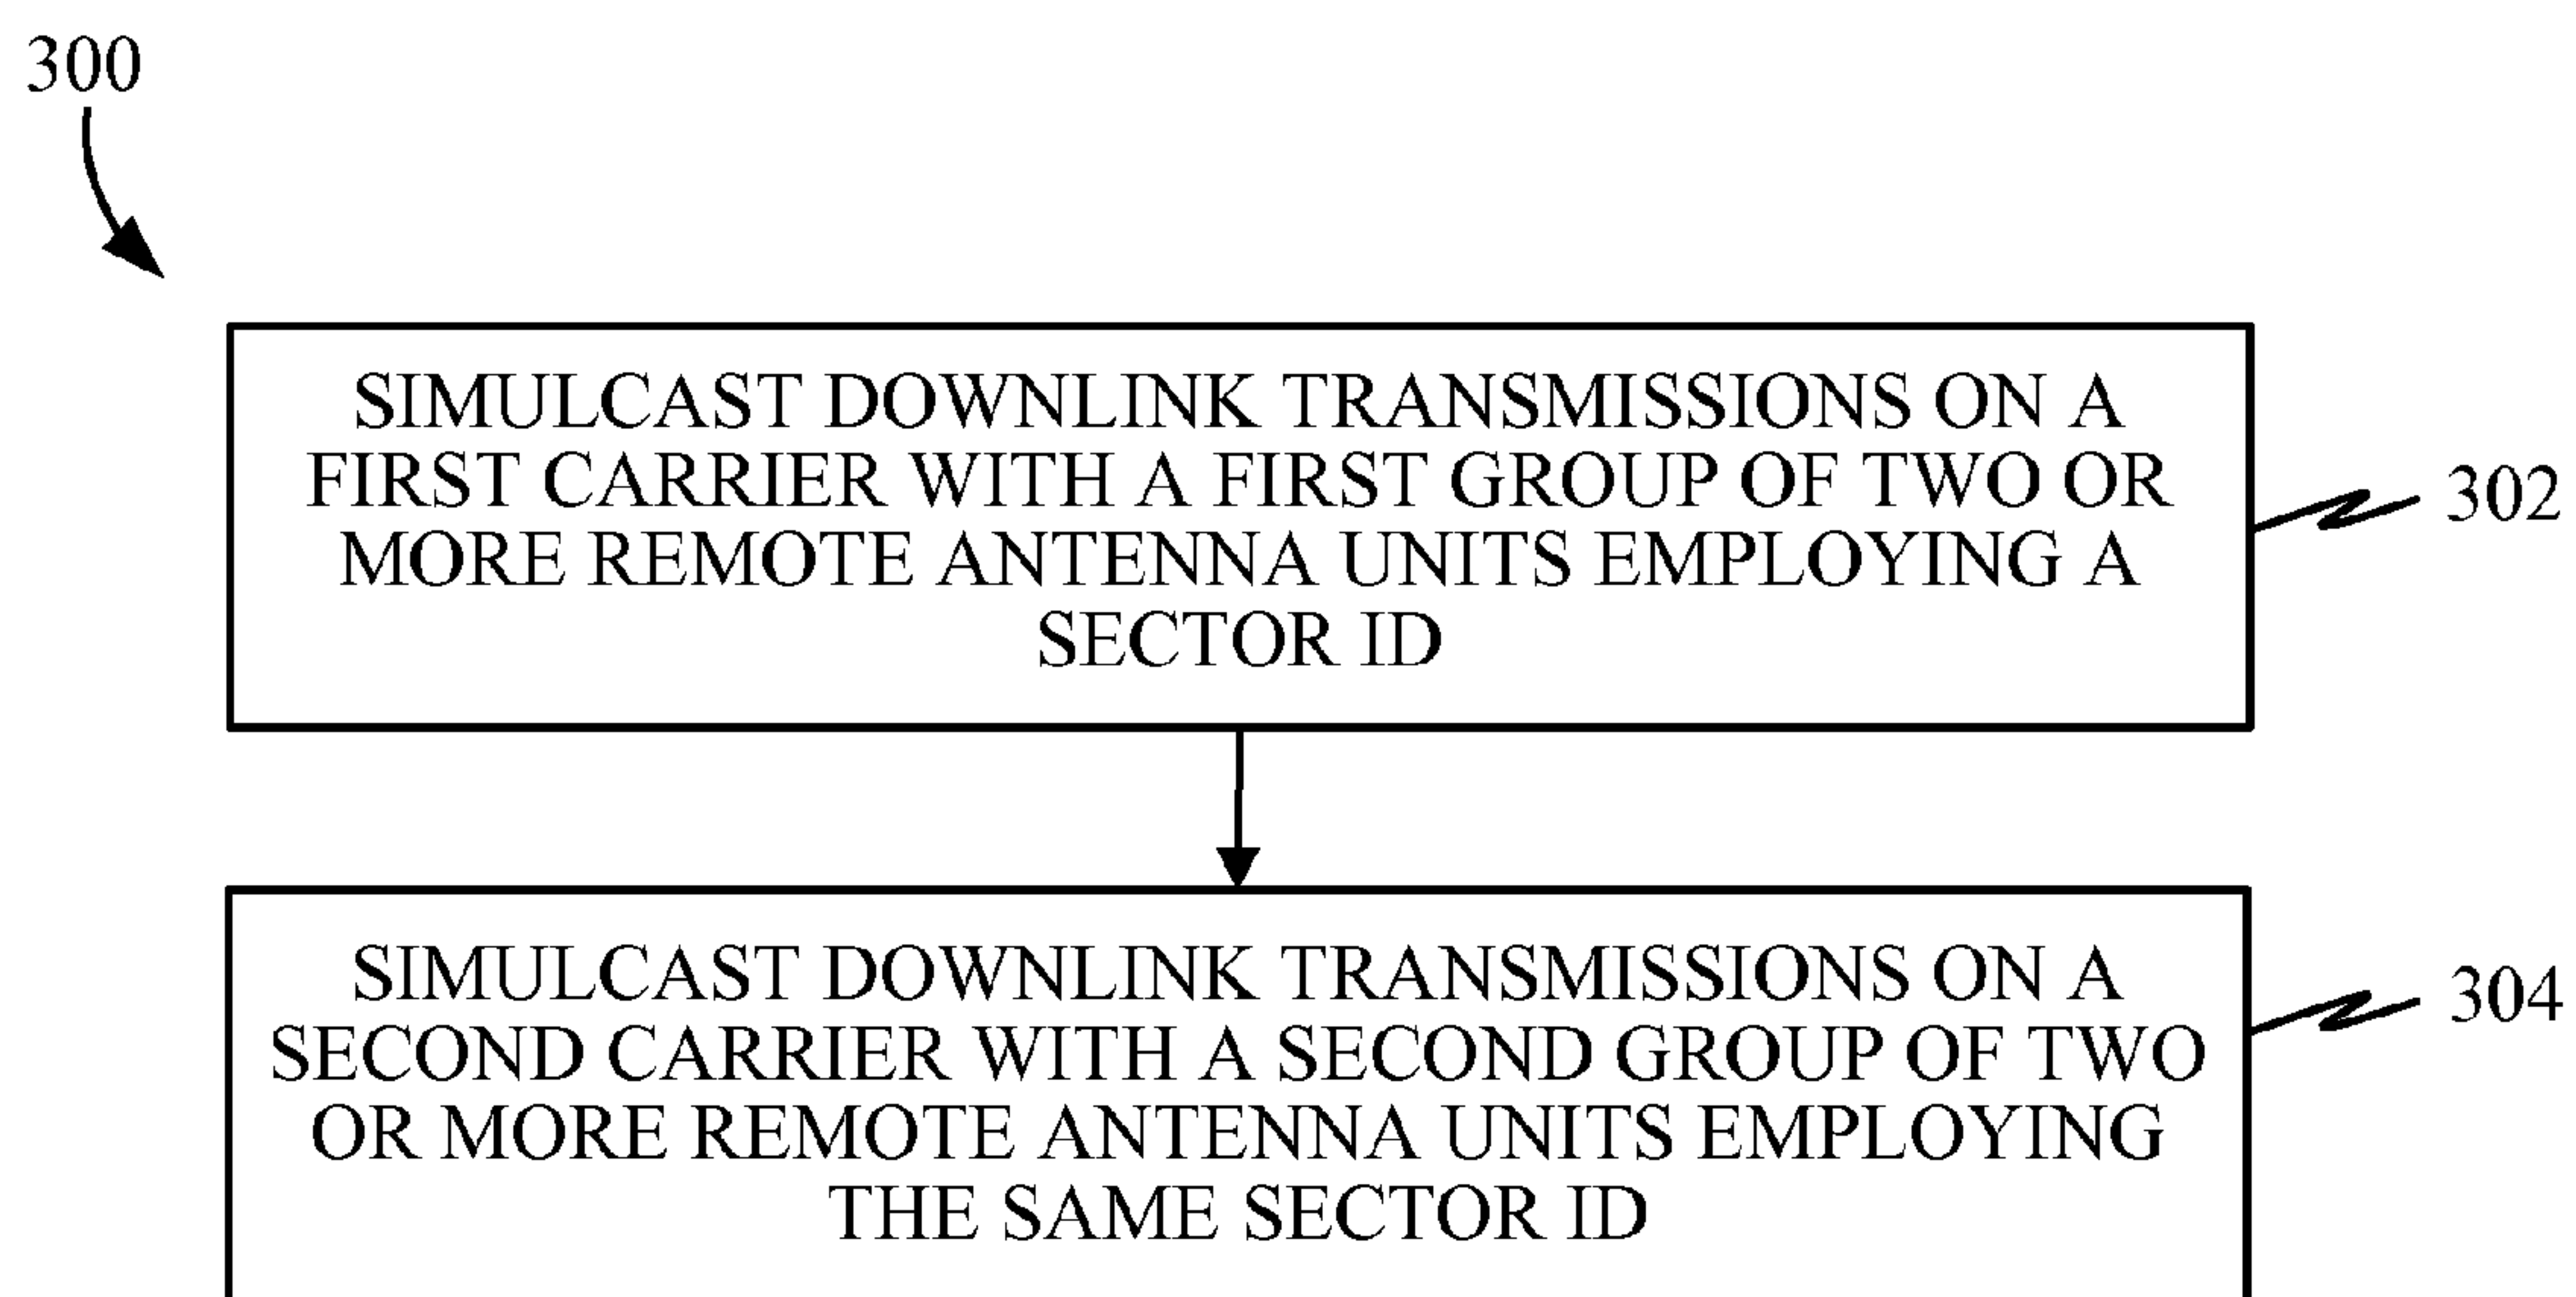 300
SIMULCAST DOWNLINK TRANSMISSIONS ON A
FIRST CARRIER WITH A FIRST GROUP OF TWO OR
MORE REMOTE ANTENNA UNITS EMPLOYING A
SECTOR ID
302
SIMULCAST DOWNLINK TRANSMISSIONS ON A
SECOND CARRIER WITH A SECOND GROUP OF TWO
OR MORE REMOTE ANTENNA UNITS EMPLOYING
THE SAME SECTOR ID
304